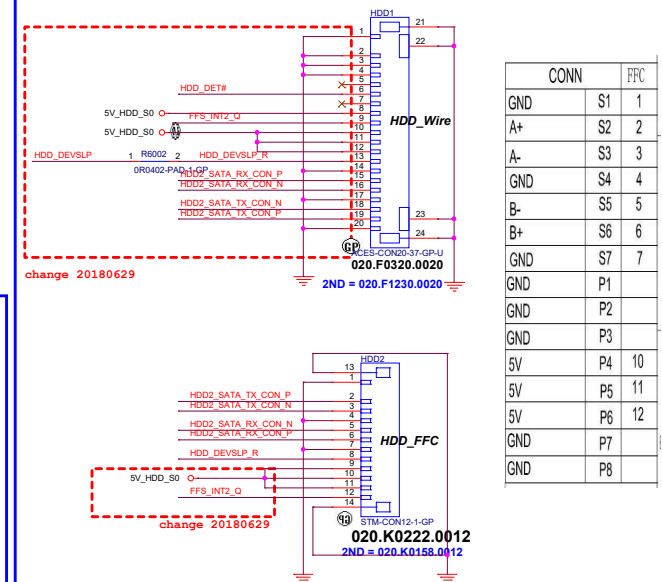 HDD1
1
2
3
4
5
6
7
8
9
10
11
12
13
14
15
16
17
18
19
20
21
22
23
24
HDD_DET#
5V_HDD_S0
FFS_INT2_Q
5V_HDD_S0
HDD_DEVSLP 1 R6002 2 HDD_DEVSLP_R
0R0402-PAD-1-GP
HDD2_SATA_RX_CON_P
HDD2_SATA_RX_CON_N
HDD2_SATA_TX_CON_N
HDD2_SATA_TX_CON_P
HDD_Wire
GP
ACES-CON20-37-GP-U
020.F0320.0020
2ND = 020.F1230.0020
change 20180629
HDD2
13
1
2
3
4
5
6
7
8
9
10
11
12
14
HDD2_SATA_TX_CON_P
HDD2_SATA_TX_CON_N
HDD2_SATA_RX_CON_N
HDD2_SATA_RX_CON_P
HDD_DEVSLP_R
5V_HDD_S0
FFS_INT2_Q
HDD_FFC
STM-CON12-1-GP
020.K0222.0012
2ND = 020.K0158.0012
change 20180629
CONN FFC
GND S1 1
A+ S2 2
A- S3 3
GND S4 4
B- S5 5
B+ S6 6
GND S7 7
GND P1
GND P2
GND P3
5V P4 10
5V P5 11
5V P6 12
GND P7
GND P8